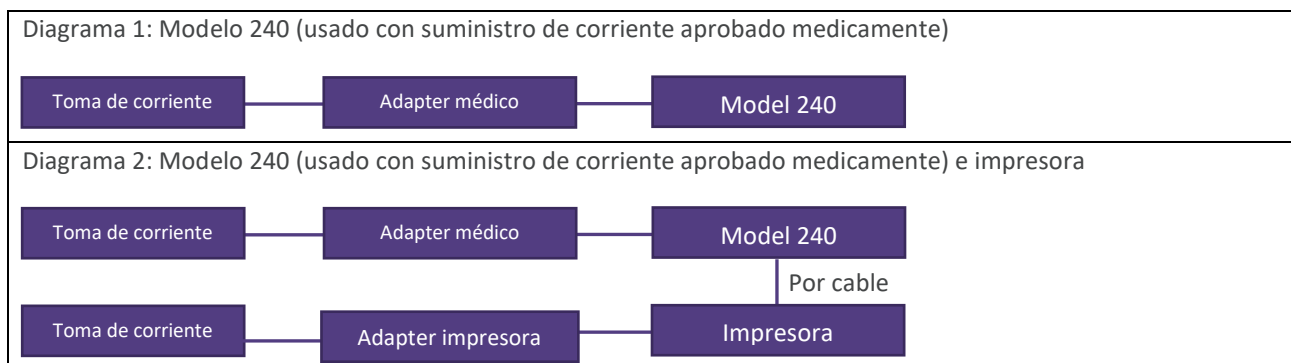 Diagrama 1: Modelo 240 (usado con suministro de corriente aprobado medicamente)
Toma de corriente Adapter médico Model 240
Diagrama 2: Modelo 240 (usado con suministro de corriente aprobado medicamente) e impresora
Toma de corriente Adapter médico Model 240
Por cable
Toma de corriente Adapter impresora Impresora